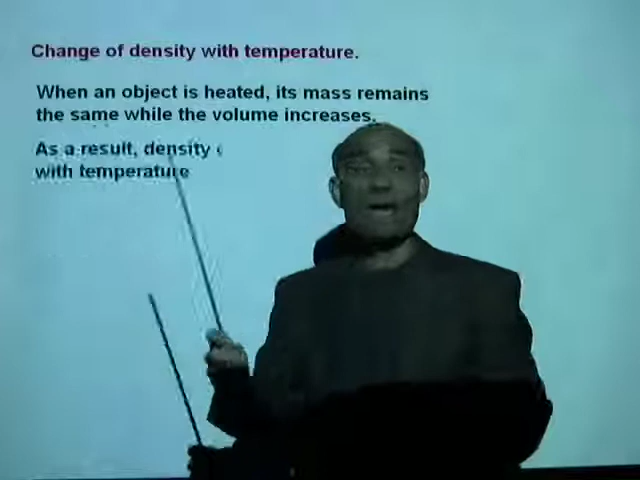 Change of density with temperature.
When an object is heated, its mass remains
the same while the volume increases.
As a result, density
with temperature